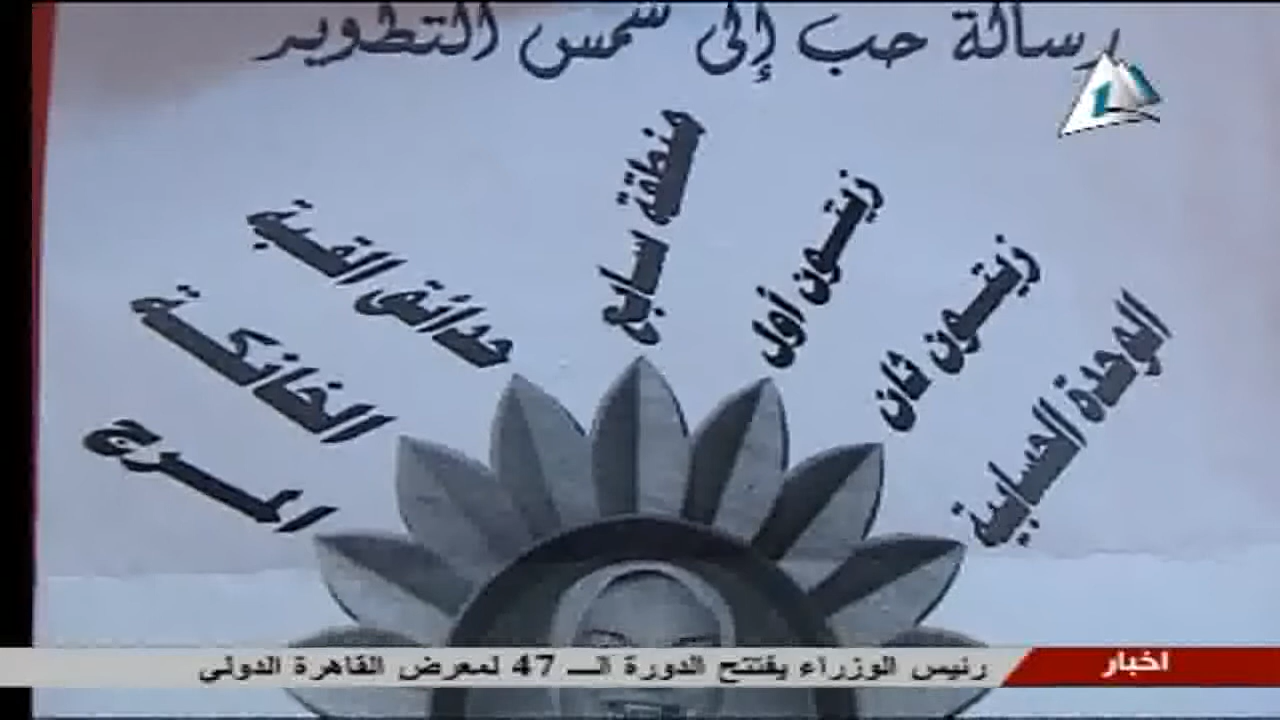 رسالة حب إلى شمس التطوير
الوحدة الحسابية
زيتون ثان
زيتون أول
منطقة سابع
حدائق القبة
الخانكة
المرج
اخبار
رئيس الوزراء يفتتح الدورة الـ 47 لمعرض القاهرة الدولي